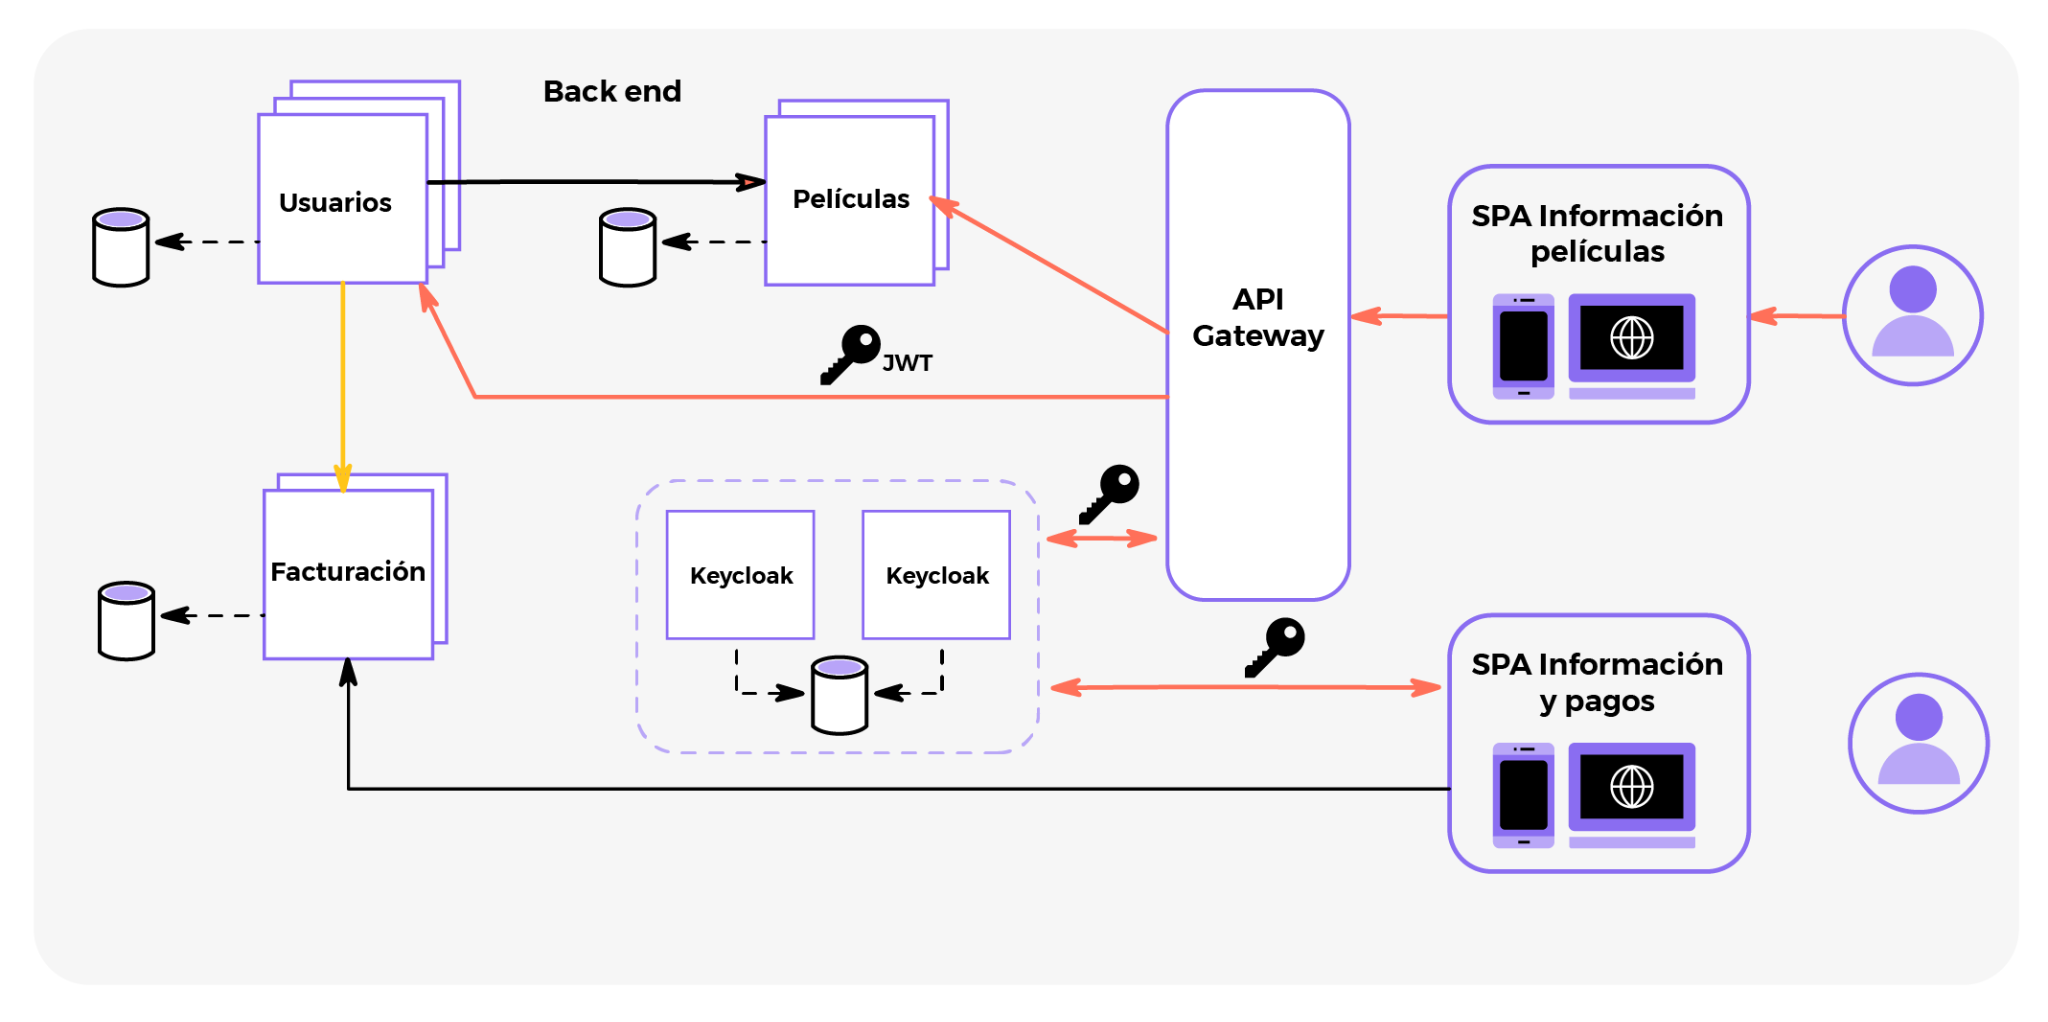 Back end
Usuarios
Películas
API
Gateway
SPA Información
películas
JWT
Facturación
Keycloak
Keycloak
SPA Información
y pagos